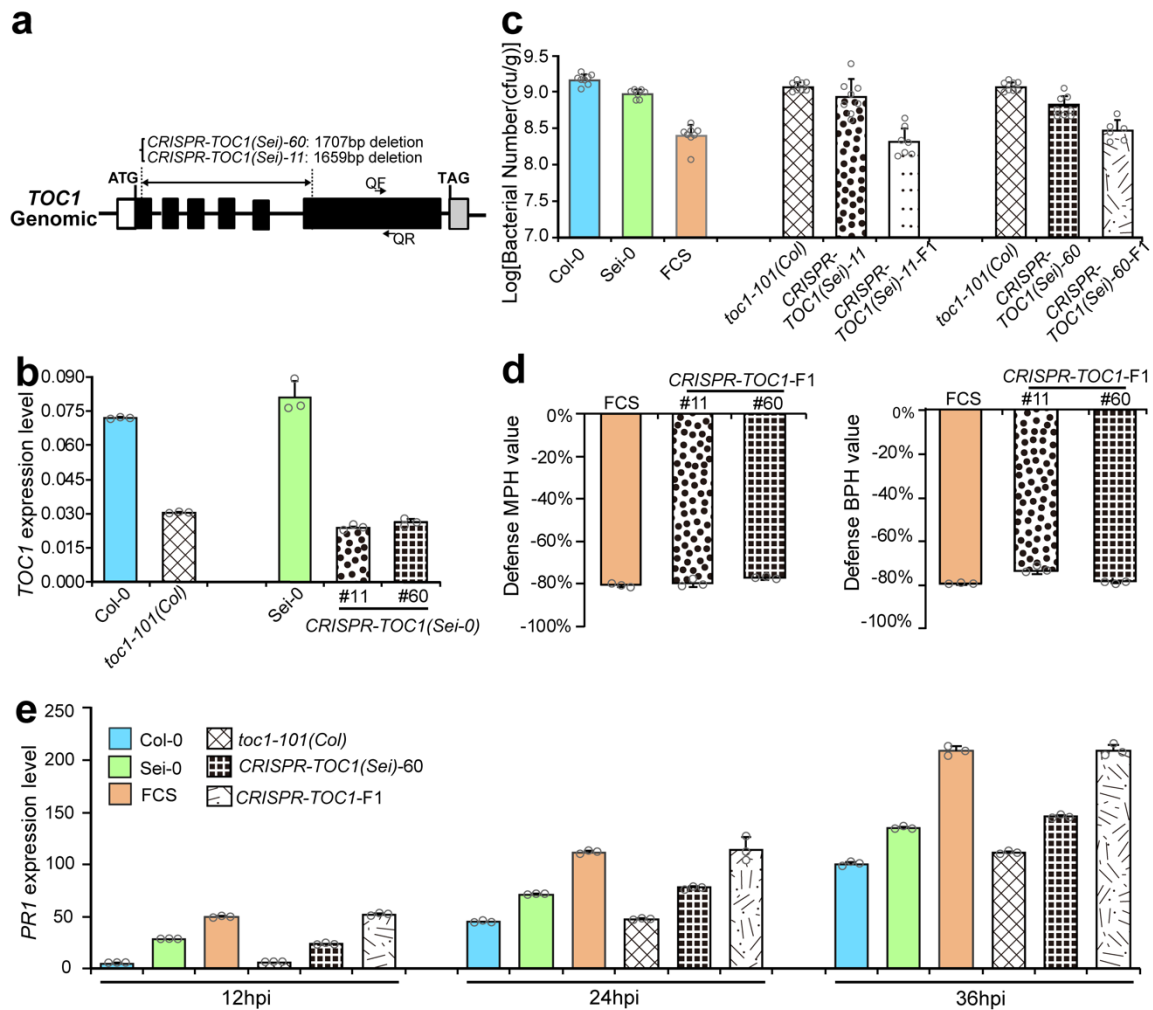 a
CRISPR-TOC1(Sei)-60: 1707bp deletion
CRISPR-TOC1(Sei)-11: 1659bp deletion
ATG
TAG
QF
TOC1
Genomic
QR
c
Log[Bacterial Number(cfu/g)]
9.5
9.0
8.5
8.0
7.5
7.0
Col-0
Sei-0
FCS
toc1-101(Col)
CRISPR-
TOC1(Sei)-11
CRISPR-
TOC1(Sei)-11-F1
toc1-101(Col)
CRISPR-
TOC1(Sei)-60
CRISPR-
TOC1(Sei)-60-F1
b
TOC1 expression level
0.090
0.075
0.060
0.045
0.030
0.015
0.000
Col-0
toc1-101(Col)
Sei-0
#11
#60
CRISPR-TOC1(Sei-0)
d
CRISPR-TOC1-F1
FCS
#11
#60
Defense MPH value
0%
-20%
-40%
-60%
-80%
-100%
CRISPR-TOC1-F1
FCS
#11
#60
Defense BPH value
0%
-20%
-40%
-60%
-80%
-100%
e
PR1 expression level
250
200
150
100
50
0
Col-0
Sei-0
FCS
toc1-101(Col)
CRISPR-TOC1(Sei)-60
CRISPR-TOC1-F1
12hpi
24hpi
36hpi